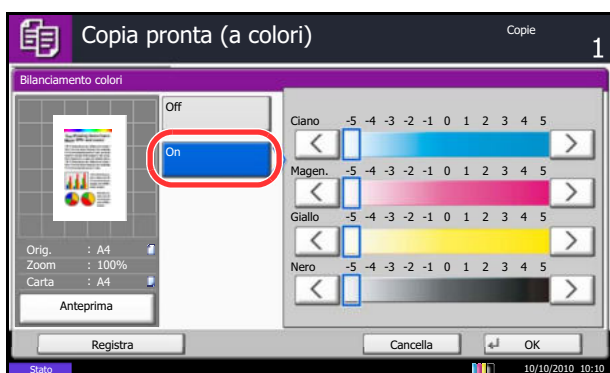 Copia pronta (a colori)
Copie
1
Bilanciamento colori
Off
On
Ciano -5 -4 -3 -2 -1 0 1 2 3 4 5
Magen. -5 -4 -3 -2 -1 0 1 2 3 4 5
Giallo -5 -4 -3 -2 -1 0 1 2 3 4 5
Nero -5 -4 -3 -2 -1 0 1 2 3 4 5
Orig. : A4
Zoom : 100%
Carta : A4
Anteprima
Registra
Cancella
OK
Stato
10/10/2010 10:10